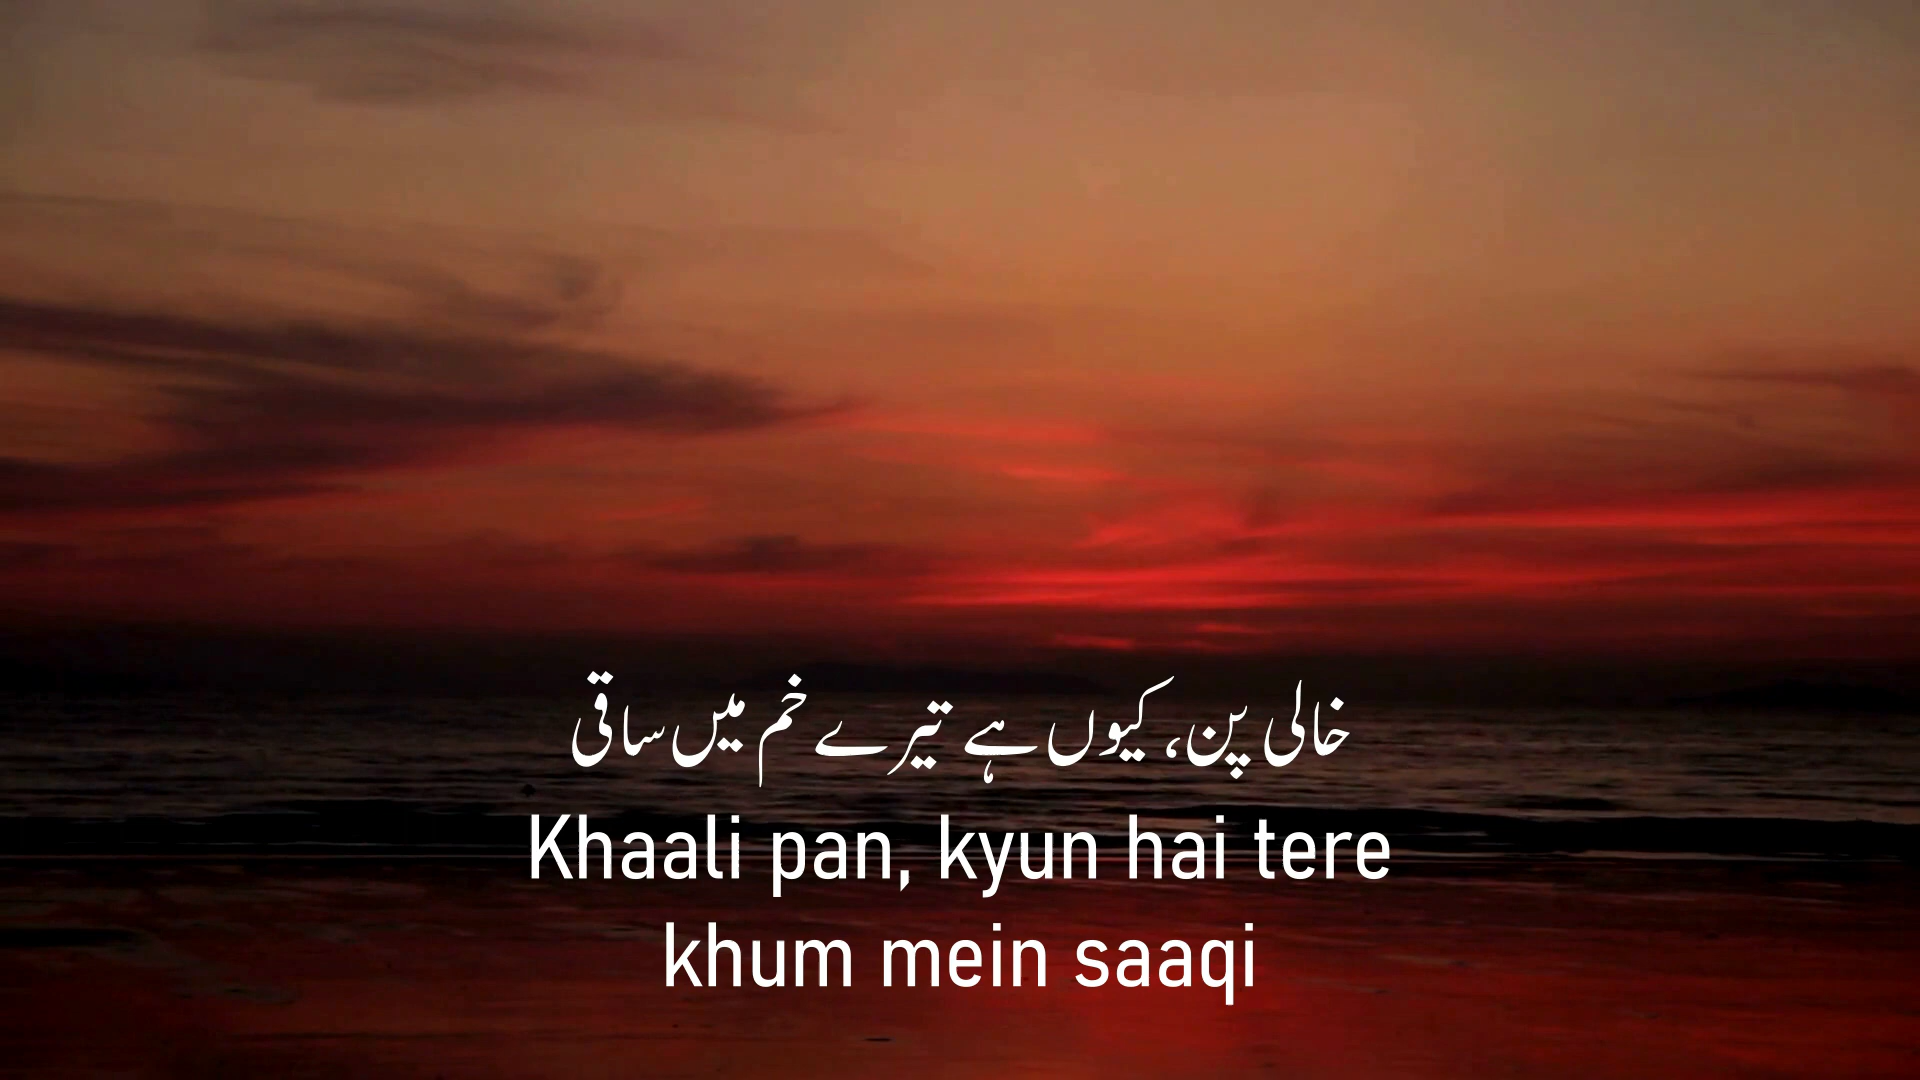 خالی پن، کیوں ہے تیرے خم میں ساقی
Khaali pan, kyun hai tere
khum mein saaqi